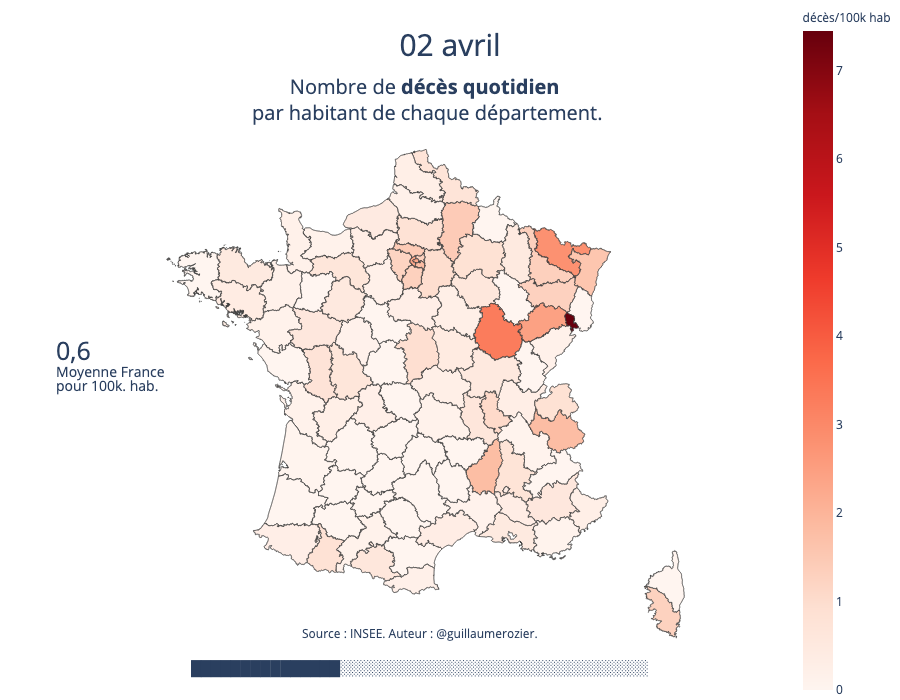 décès/100k hab
02 avril
Nombre de décès quotidien
par habitant de chaque département.
7
6
5
4
3
2
1
0
0,6
Moyenne France
pour 100k. hab.
Source : INSEE. Auteur : @guillaumerozier.